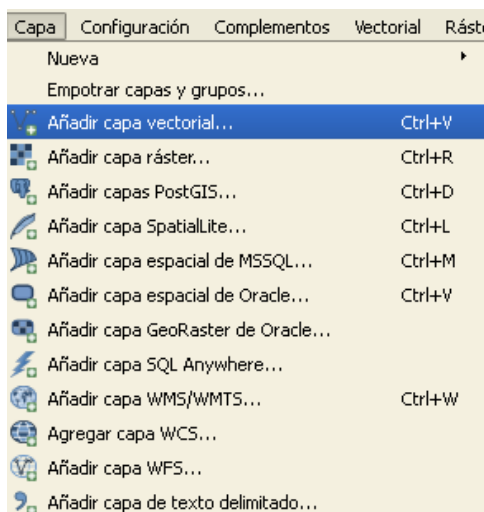 Capa Configuración Complementos Vectorial Rást
Nueva
Empotrar capas y grupos...
Añadir capa vectorial... Ctrl+V
Añadir capa ráster... Ctrl+R
Añadir capas PostGIS... Ctrl+D
Añadir capa SpatialLite... Ctrl+L
Añadir capa espacial de MSSQL... Ctrl+M
Añadir capa espacial de Oracle... Ctrl+V
Añadir capa GeoRaster de Oracle...
Añadir capa SQL Anywhere...
Añadir capa WMS/WMTS... Ctrl+W
Agregar capa WCS...
Añadir capa WFS...
Añadir capa de texto delimitado...